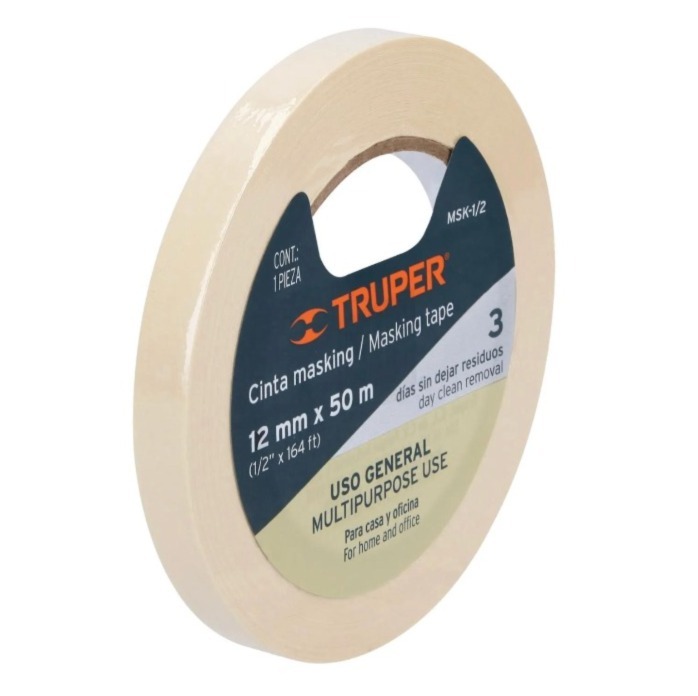 MSK-1/2
CONT.:
1 PIEZA
TRUPER®
Cinta masking / Masking tape
12 mm x 50 m
(1/2" x 164 ft)
3
días sin dejar residuos
day clean removal
USO GENERAL
MULTIPURPOSE USE
Para casa y oficina
For home and office